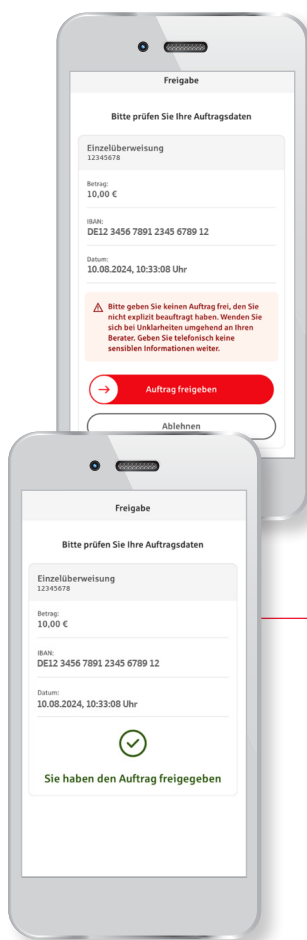 Freigabe
Bitte prüfen Sie Ihre Auftragsdaten
Einzelüberweisung
12345678
Betrag:
10,00 €
IBAN:
DE12 3456 7891 2345 6789 12
Datum:
10.08.2024, 10:33:08 Uhr
Bitte geben Sie keinen Auftrag frei, den Sie
nicht explizit beauftragt haben. Wenden Sie
sich bei Unklarheiten umgehend an Ihren
Berater. Geben Sie telefonisch keine
sensiblen Informationen weiter.
Auftrag freigeben
Ablehnen
Freigabe
Bitte prüfen Sie Ihre Auftragsdaten
Einzelüberweisung
12345678
Betrag:
10,00 €
IBAN:
DE12 3456 7891 2345 6789 12
Datum:
10.08.2024, 10:33:08 Uhr
Sie haben den Auftrag freigegeben